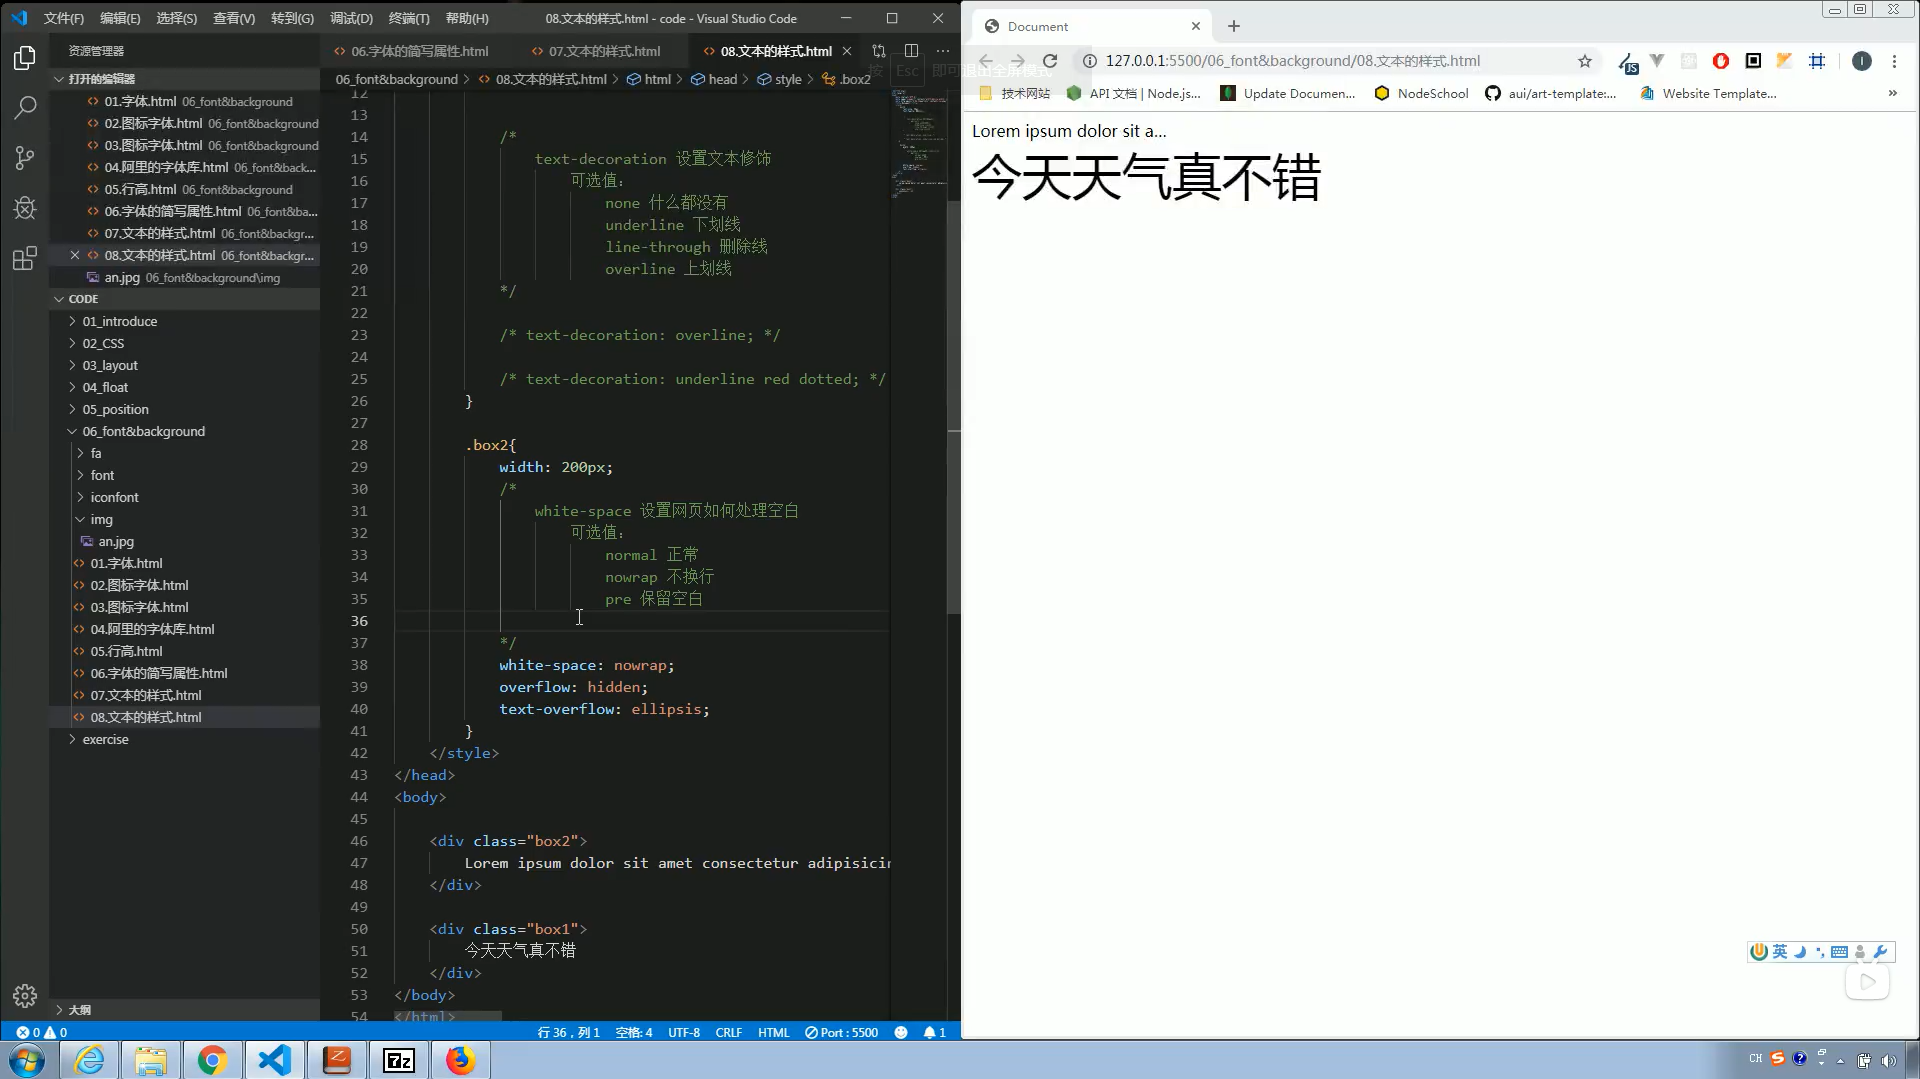 文件(F) 编辑(E) 选择(S) 查看(V) 转到(G) 调试(D) 终端(T) 帮助(H) 08.文本的样式.html - code - Visual Studio Code
资源管理器
打开的编辑器
01.字体.html 06_font&background
02.图标字体.html 06_font&background
03.图标字体.html 06_font&background
04.阿里的字体库.html 06_font&back...
05.行高.html 06_font&background
06.字体的简写属性.html 06_font&ba...
07.文本的样式.html 06_font&backgr...
08.文本的样式.html 06_font&backgr...
an.jpg 06_font&background\img
CODE
01_introduce
02_CSS
03_layout
04_float
05_position
06_font&background
fa
font
iconfont
img
an.jpg
01.字体.html
02.图标字体.html
03.图标字体.html
04.阿里的字体库.html
05.行高.html
06.字体的简写属性.html
07.文本的样式.html
08.文本的样式.html
exercise
大纲
06.字体的简写属性.html 07.文本的样式.html 08.文本的样式.html
06_font&background > 08.文本的样式.html > html > head > style > .box2
按 Esc 即可退出全屏模式
12
13
14 /*
15 text-decoration 设置文本修饰
16 可选值：
17 none 什么都没有
18 underline 下划线
19 line-through 删除线
20 overline 上划线
21 */
22
23 /* text-decoration: overline; */
24
25 /* text-decoration: underline red dotted; */
26 }
27
28 .box2{
29 width: 200px;
30 /*
31 white-space 设置网页如何处理空白
32 可选值：
33 normal 正常
34 nowrap 不换行
35 pre 保留空白
36
37 */
38 white-space: nowrap;
39 overflow: hidden;
40 text-overflow: ellipsis;
41 }
42 </style>
43 </head>
44 <body>
45
46 <div class="box2">
47 Lorem ipsum dolor sit amet consectetur adipisicin
48 </div>
49
50 <div class="box1">
51 今天天气真不错
52 </div>
53 </body>
54 </html>
0 0 行 36，列 1 空格: 4 UTF-8 CRLF HTML Port : 5500 1
Document
127.0.0.1:5500/06_font&background/08.文本的样式.html
技术网站 API 文档 | Node.js... Update Documen... NodeSchool aui/art-template:... Website Template... »
Lorem ipsum dolor sit a...
今天天气真不错
英
CH